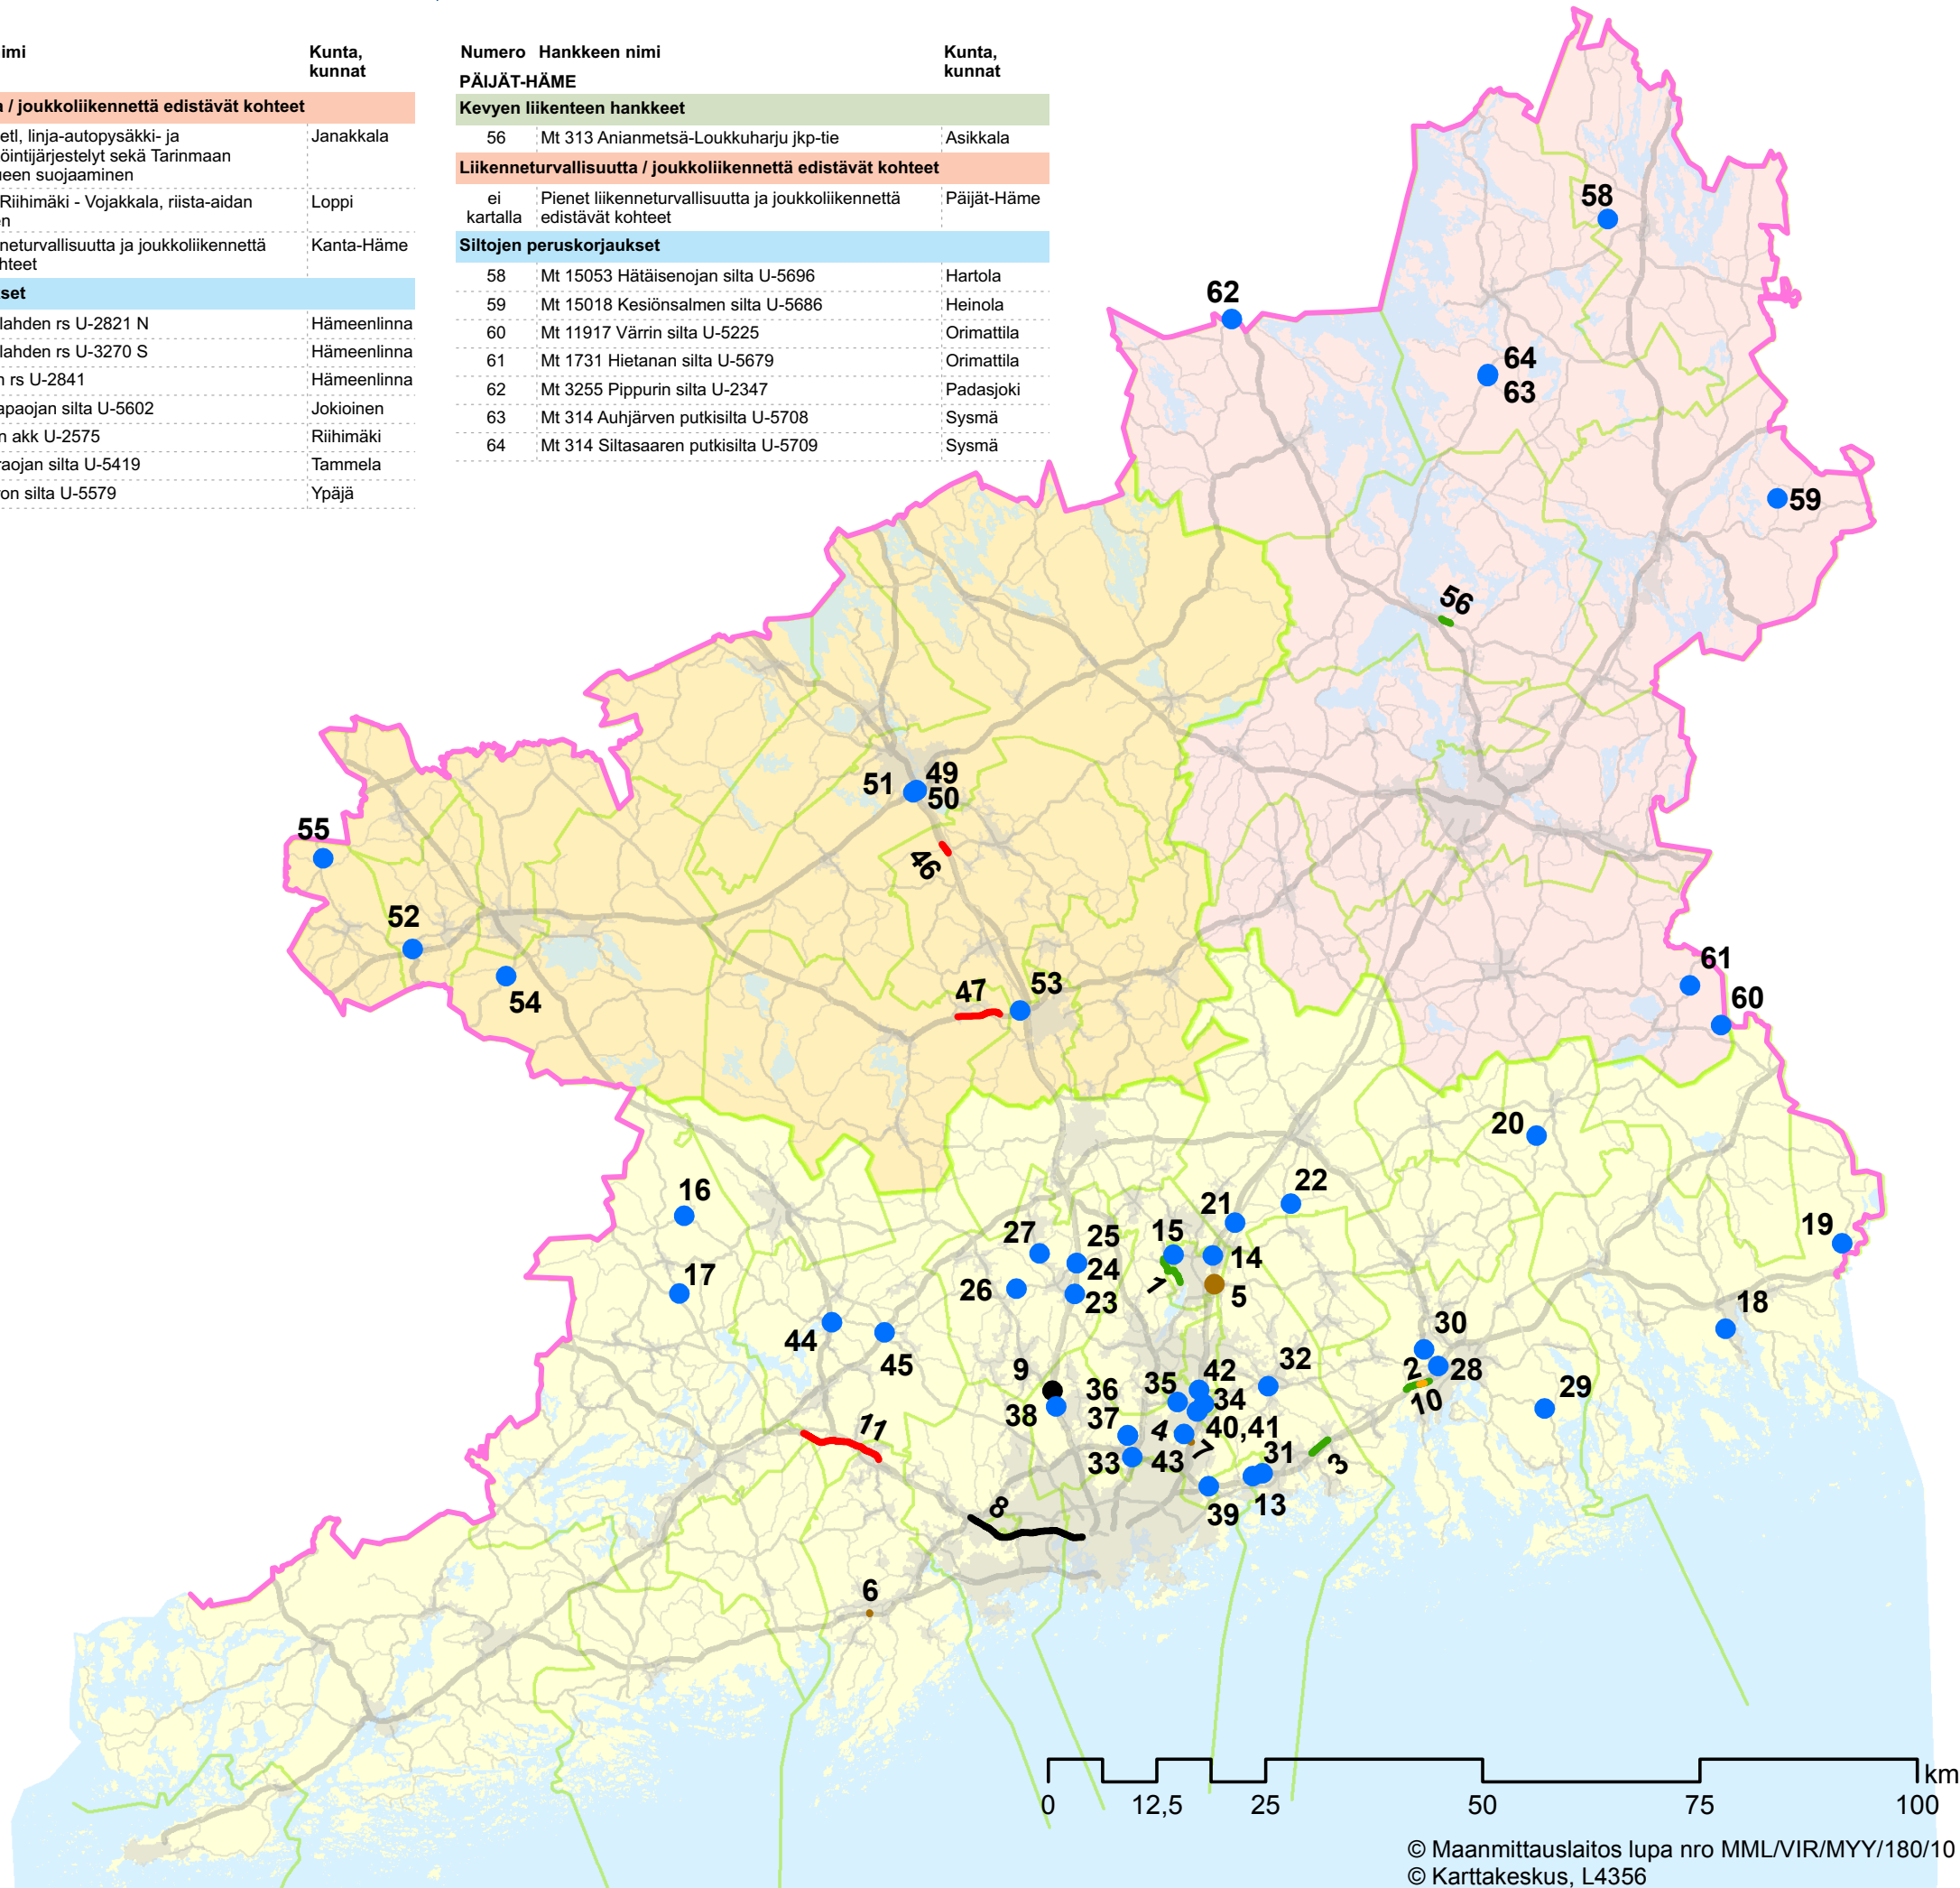 imi Kunta, kunnat
a / joukkoliikennettä edistävät kohteet
etl, linja-autopysäkki- ja Janakkala
öintijärjestelyt sekä Tarinmaan
ueen suojaaminen
Riihimäki - Vojakkala, riista-aidan Loppi
en
neturvallisuutta ja joukkoliikennettä Kanta-Häme
hteet
set
lahden rs U-2821 N Hämeenlinna
lahden rs U-3270 S Hämeenlinna
n rs U-2841 Hämeenlinna
apaojan silta U-5602 Jokioinen
n akk U-2575 Riihimäki
raojan silta U-5419 Tammela
on silta U-5579 Ypäjä
Numero Hankkeen nimi Kunta, kunnat
PÄIJÄT-HÄME
Kevyen liikenteen hankkeet
56 Mt 313 Anianmetsä-Loukkuharju jkp-tie Asikkala
Liikenneturvallisuutta / joukkoliikennettä edistävät kohteet
ei kartalla Pienet liikenneturvallisuutta ja joukkoliikennettä Päijät-Häme
edistävät kohteet
Siltojen peruskorjaukset
58 Mt 15053 Hätäisenojan silta U-5696 Hartola
59 Mt 15018 Kesiönsalmen silta U-5686 Heinola
60 Mt 11917 Värrin silta U-5225 Orimattila
61 Mt 1731 Hietanan silta U-5679 Orimattila
62 Mt 3255 Pippurin silta U-2347 Padasjoki
63 Mt 314 Auhjärven putkisilta U-5708 Sysmä
64 Mt 314 Siltasaaren putkisilta U-5709 Sysmä
58
62
64
63
59
56
51
49
50
46
55
52
54
47
53
61
60
20
16
17
22
21
15
14
27
25
24
26
23
1
5
19
18
44
45
30
2
28
10
29
9
36
35
42
32
34
38
37
4
40,41
7
33
43
31
3
13
39
11
8
6
km
0 12,5 25 50 75 100
© Maanmittauslaitos lupa nro MML/VIR/MYY/180/10
© Karttakeskus, L4356